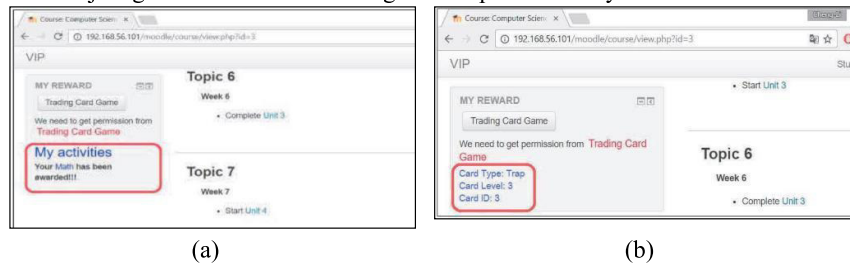 Course: Computer Scien
192.168.56.101/moodle/course/view.php?id=3
VIP
MY REWARD
Trading Card Game
We need to get permission from
Trading Card Game
My activities
Your Math has been
awarded!!!
Topic 6
Week 6
• Complete Unit 3
Topic 7
Week 7
• Start Unit 4
(a)
Course: Computer Scien
192.168.56.101/moodle/course/view.php?id=3
VIP
Stu
MY REWARD
Trading Card Game
We need to get permission from Trading Card
Game
Card Type: Trap
Card Level: 3
Card ID: 3
• Start Unit 3
Topic 6
Week 6
• Complete Unit 3
(b)